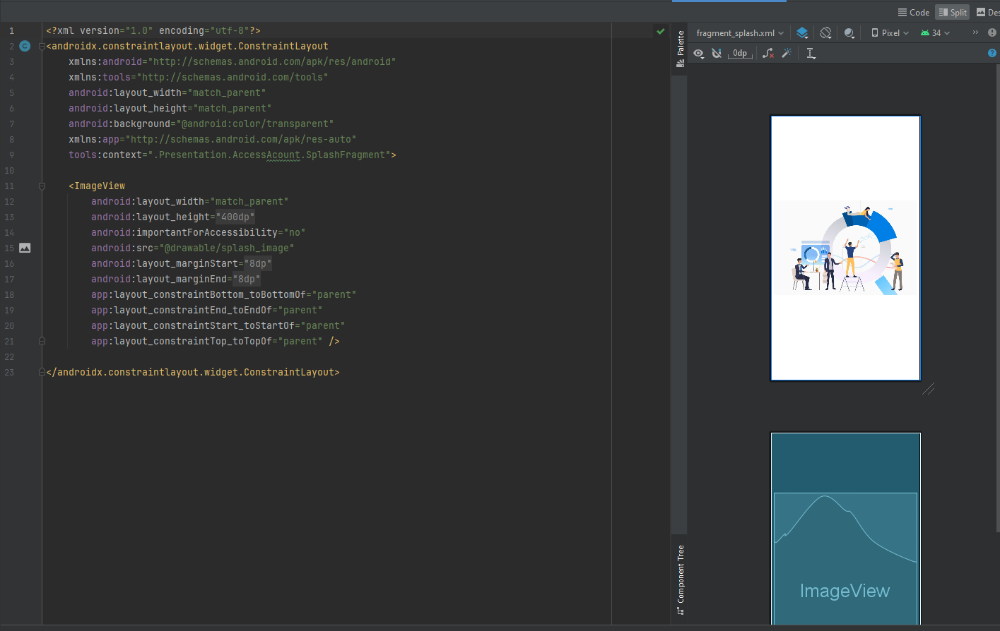 Code Split Des
1 <?xml version="1.0" encoding="utf-8"?>
2 <androidx.constraintlayout.widget.ConstraintLayout
3 xmlns:android="http://schemas.android.com/apk/res/android"
4 xmlns:tools="http://schemas.android.com/tools"
5 android:layout_width="match_parent"
6 android:layout_height="match_parent"
7 android:background="@android:color/transparent"
8 xmlns:app="http://schemas.android.com/apk/res-auto"
9 tools:context=".Presentation.AccessAcount.SplashFragment">
10
11 <ImageView
12 android:layout_width="match_parent"
13 android:layout_height="400dp"
14 android:importantForAccessibility="no"
15 android:src="@drawable/splash_image"
16 android:layout_marginStart="8dp"
17 android:layout_marginEnd="8dp"
18 app:layout_constraintBottom_toBottomOf="parent"
19 app:layout_constraintEnd_toEndOf="parent"
20 app:layout_constraintStart_toStartOf="parent"
21 app:layout_constraintTop_toTopOf="parent" />
22
23 </androidx.constraintlayout.widget.ConstraintLayout>
C
Palette
fragment_splash.xml Pixel 34 »
0dp
Component Tree
ImageView